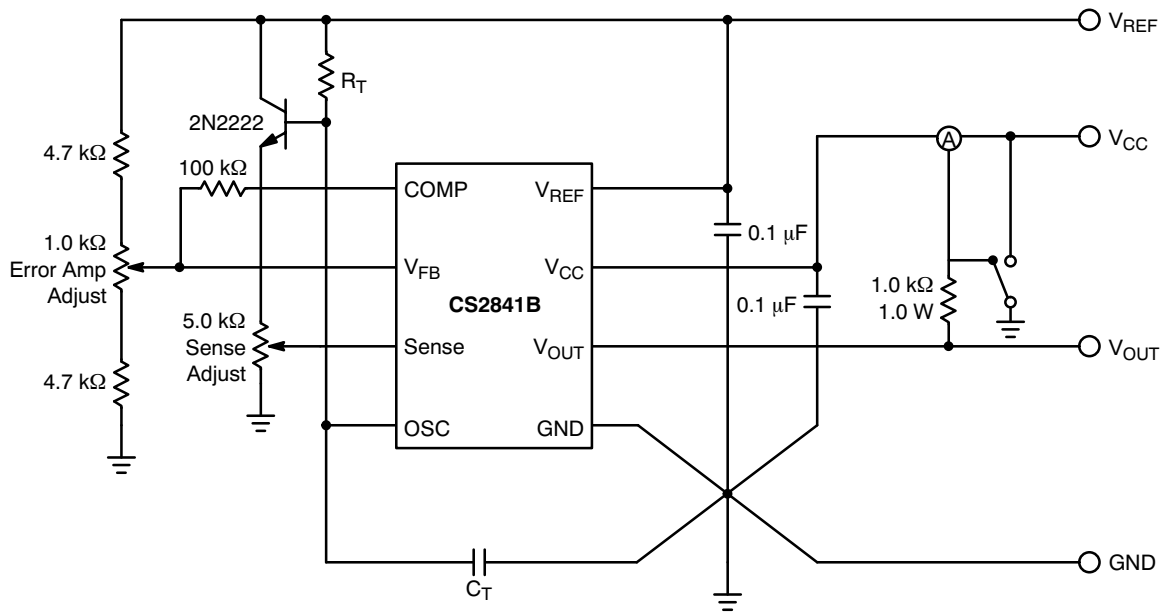 V_REF
R_T
2N2222
4.7 kΩ
100 kΩ
1.0 kΩ
Error Amp
Adjust
5.0 kΩ
Sense
Adjust
4.7 kΩ
COMP
V_FB
Sense
OSC
CS2841B
V_REF
V_CC
V_OUT
GND
0.1 μF
0.1 μF
A
1.0 kΩ
1.0 W
V_CC
V_OUT
GND
C_T